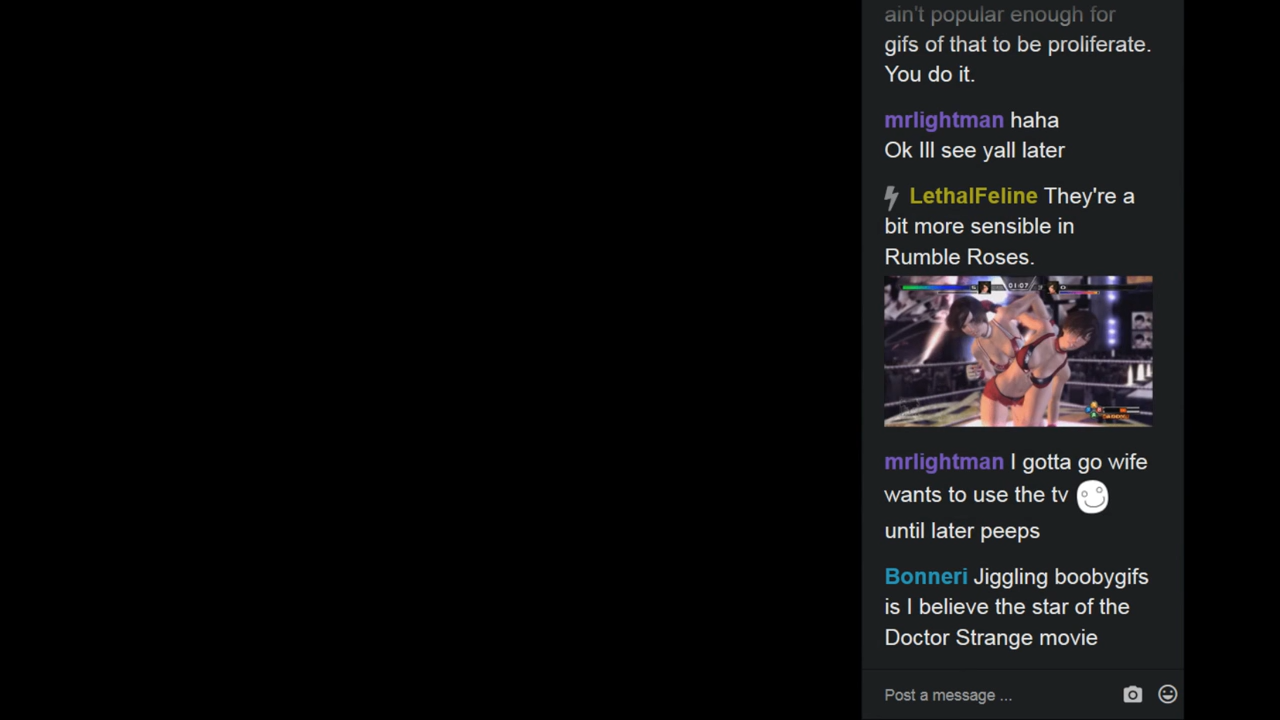 ain't popular enough for
gifs of that to be proliferate.
You do it.
mrlightman haha
Ok Ill see yall later
LethalFeline They're a
bit more sensible in
Rumble Roses.
01:07
mrlightman I gotta go wife
wants to use the tv
until later peeps
Bonneri Jiggling boobygifs
is I believe the star of the
Doctor Strange movie
Post a message ...